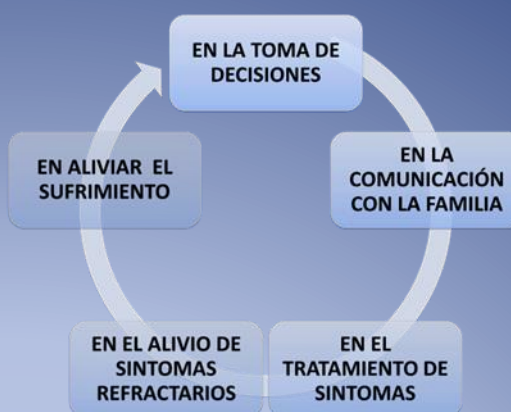 EN LA TOMA DE
DECISIONES
EN LA
COMUNICACIÓN
CON LA FAMILIA
EN EL
TRATAMIENTO DE
SINTOMAS
EN EL ALIVIO DE
SINTOMAS
REFRACTARIOS
EN ALIVIAR EL
SUFRIMIENTO